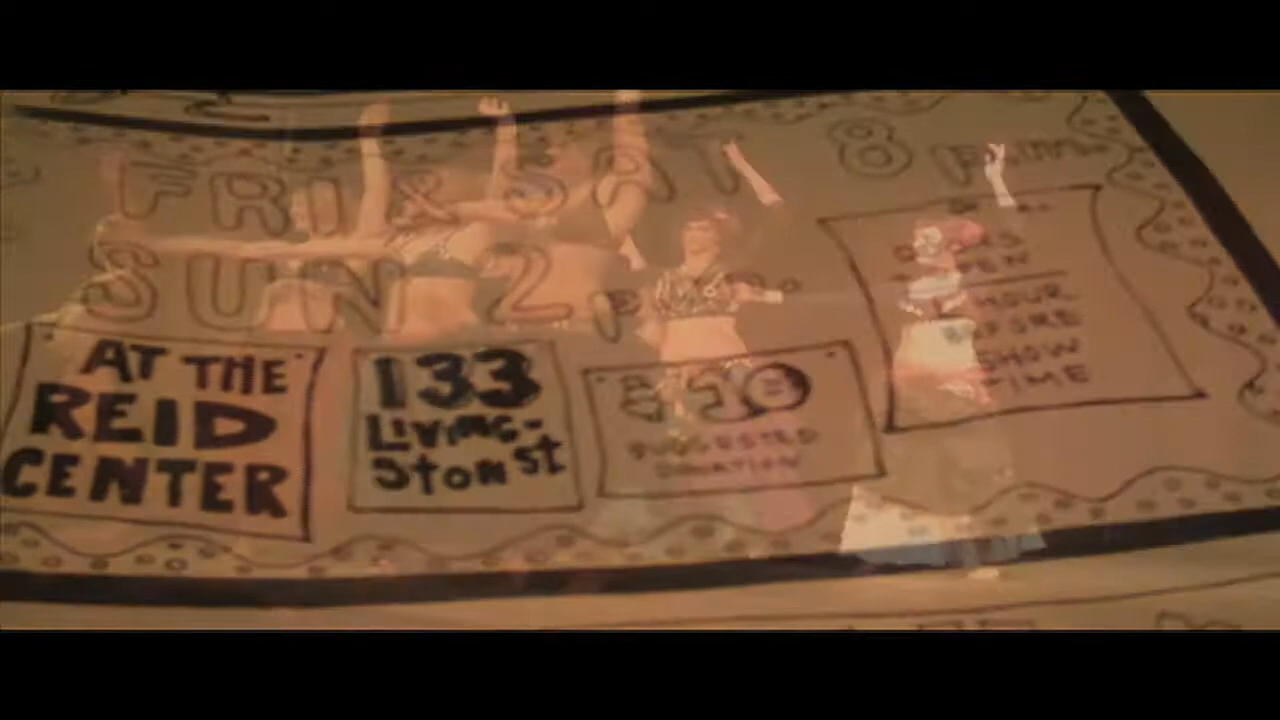 FRI & SAT 8 p.m.
SUN 2 p.m.
AT THE
REID
CENTER
133
LIVING-
STON ST
$ 10
SUGGESTED
DONATION
DOORS
OPEN
HOUR
BEFORE
SHOW
TIME